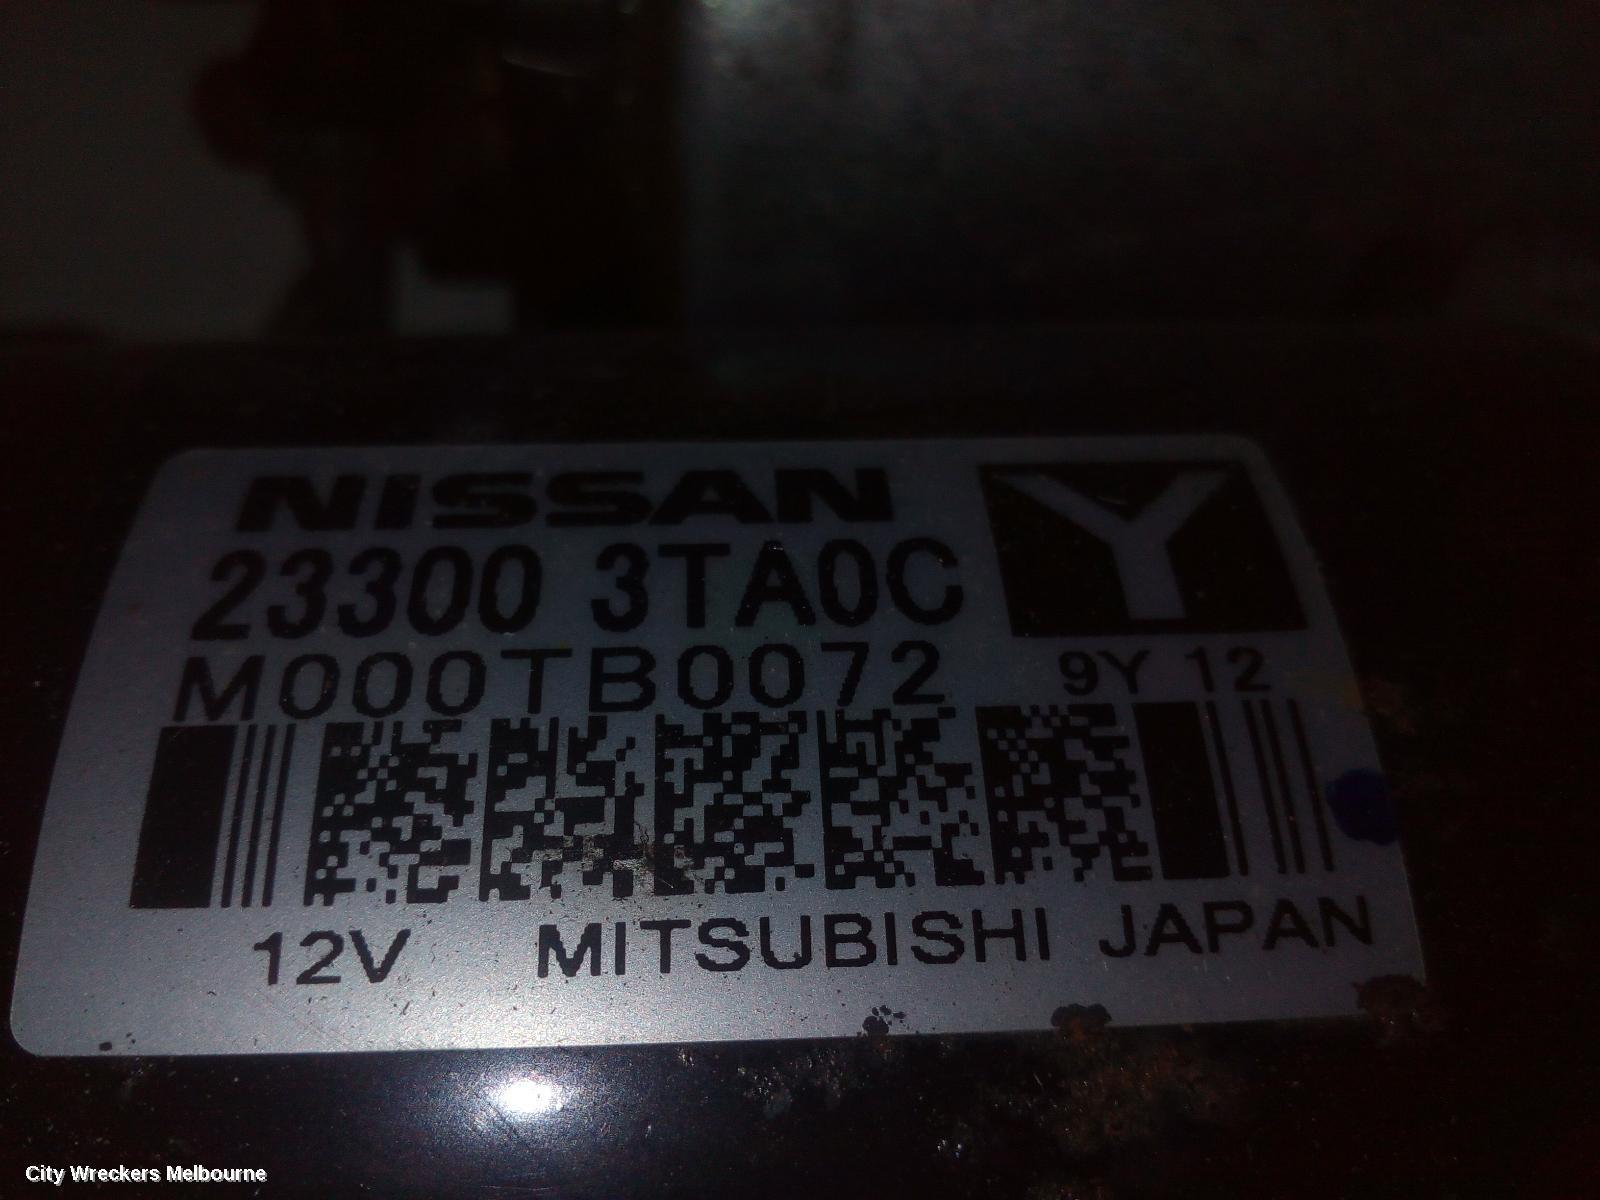 NISSAN
Y
23300 3TA0C
M000TB0072 9Y 12
12V MITSUBISHI JAPAN
City Wreckers Melbourne